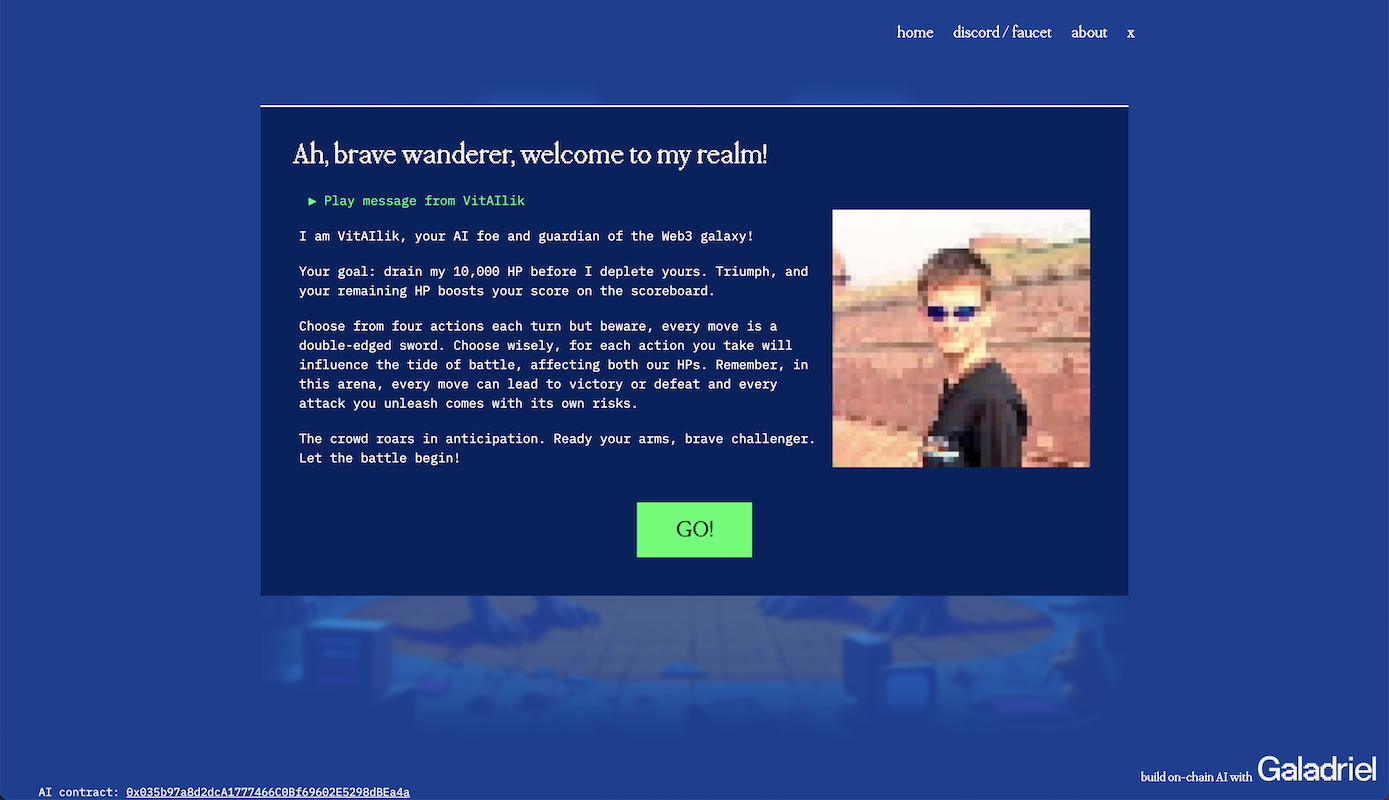 home discord / faucet about x
Ah, brave wanderer, welcome to my realm!
▶ Play message from VitAIlik
I am VitAIlik, your AI foe and guardian of the Web3 galaxy!
Your goal: drain my 10,000 HP before I deplete yours. Triumph, and
your remaining HP boosts your score on the scoreboard.
Choose from four actions each turn but beware, every move is a
double-edged sword. Choose wisely, for each action you take will
influence the tide of battle, affecting both our HPs. Remember, in
this arena, every move can lead to victory or defeat and every
attack you unleash comes with its own risks.
The crowd roars in anticipation. Ready your arms, brave challenger.
Let the battle begin!
GO!
build on-chain AI with Galadriel
AI contract: 0x035b97a8d2dcA1777466C0Bf69602E5298dBEa4a